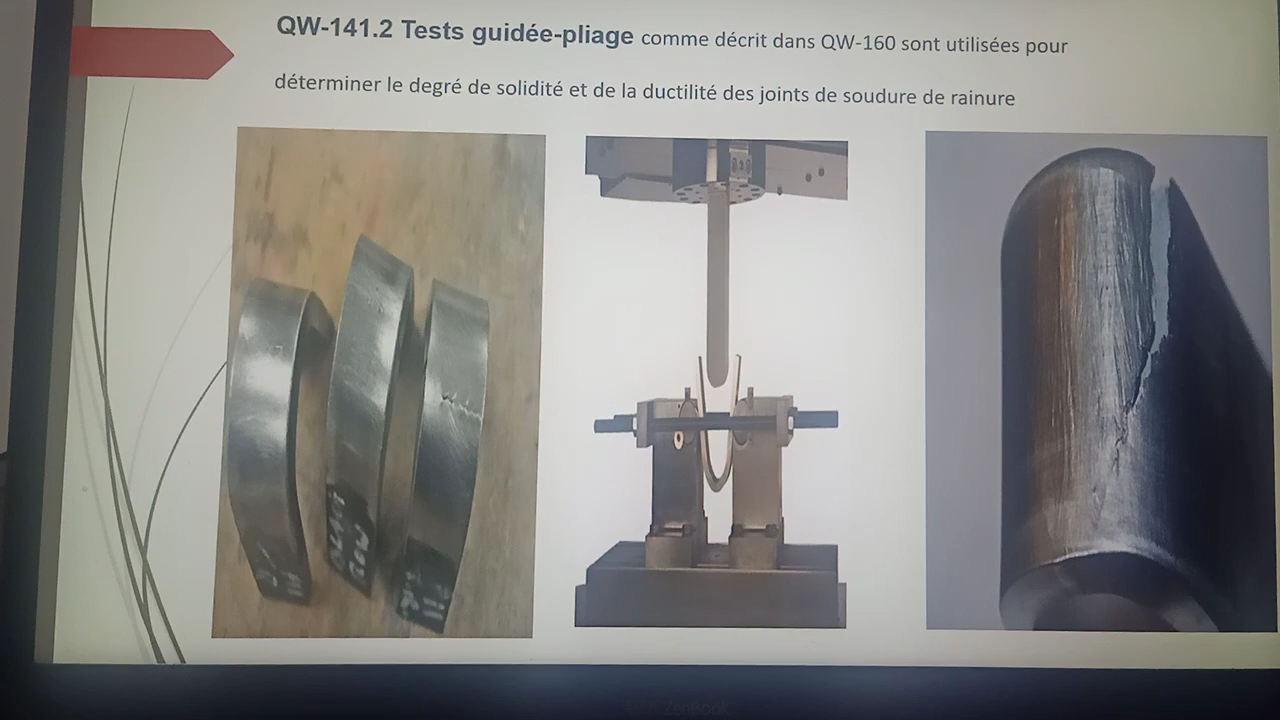 QW-141.2 Tests guidée-pliage comme décrit dans QW-160 sont utilisées pour
déterminer le degré de solidité et de la ductilité des joints de soudure de rainure